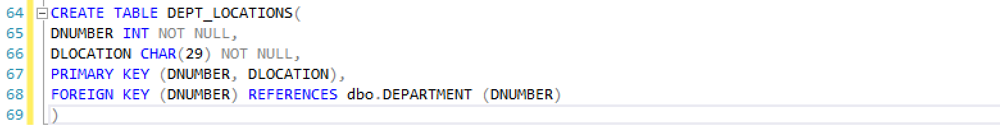 64 CREATE TABLE DEPT_LOCATIONS(
65 DNUMBER INT NOT NULL,
66 DLOCATION CHAR(29) NOT NULL,
67 PRIMARY KEY (DNUMBER, DLOCATION),
68 FOREIGN KEY (DNUMBER) REFERENCES dbo.DEPARTMENT (DNUMBER)
69 )